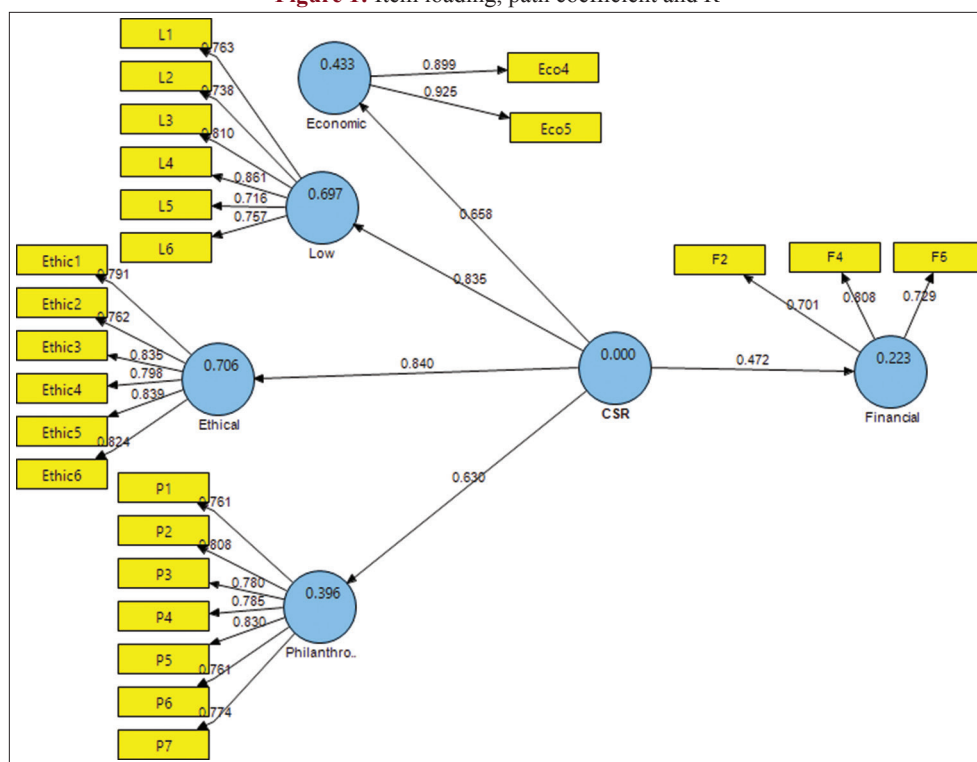 Figure 1: Item loading, path coefficient and R
L1
L2
L3
L4
L5
L6
0.763
0.738
0.810
0.861
0.716
0.757
0.697
Low
0.433
Economic
0.899
0.925
Eco4
Eco5
0.658
0.835
Ethic1
Ethic2
Ethic3
Ethic4
Ethic5
Ethic6
0.791
0.762
0.835
0.798
0.839
0.824
0.706
Ethical
0.840
0.000
CSR
0.472
F2
F4
F5
0.701
0.808
0.729
0.223
Financial
0.630
P1
P2
P3
P4
P5
P6
P7
0.761
0.808
0.780
0.785
0.830
0.761
0.774
0.396
Philanthro..